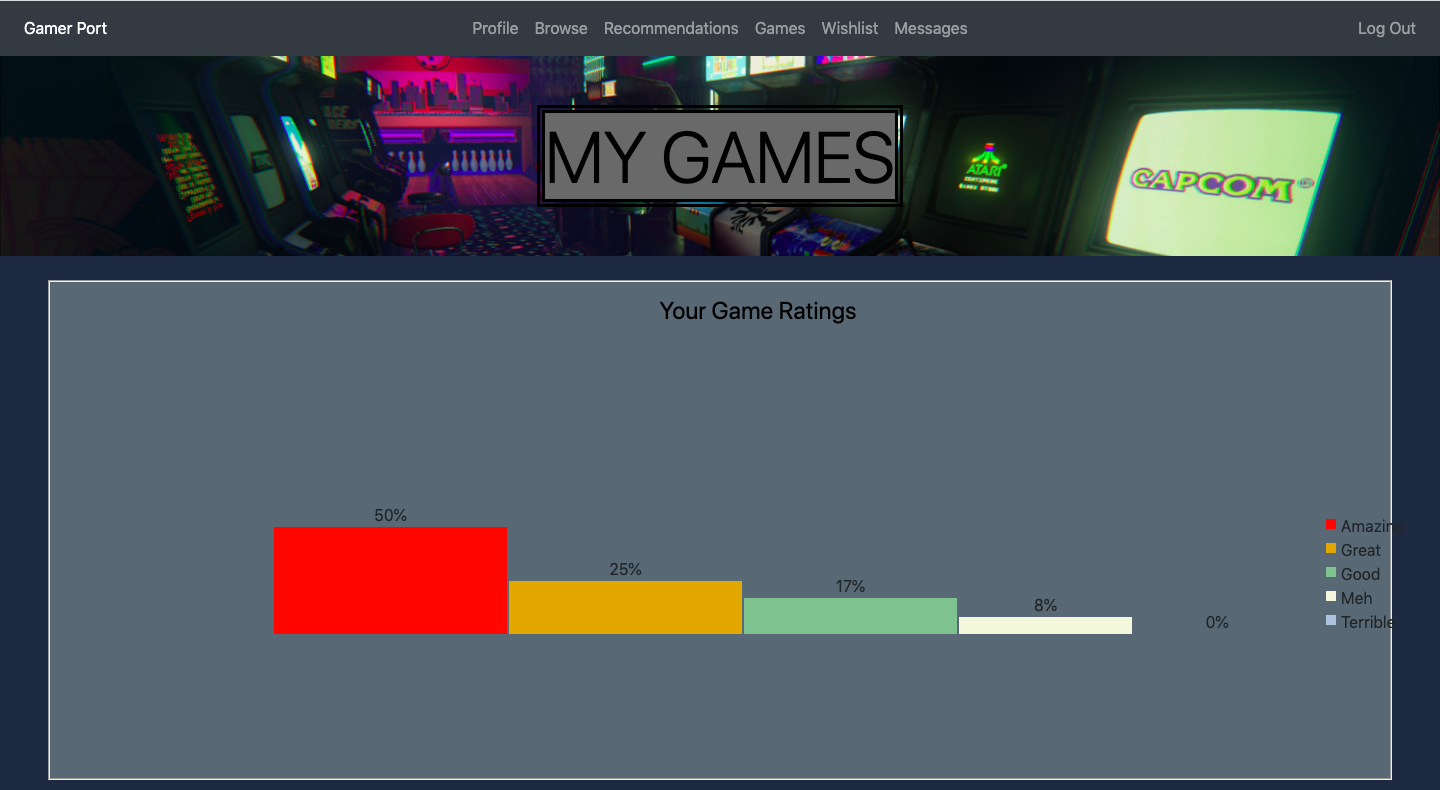 Gamer Port Profile Browse Recommendations Games Wishlist Messages Log Out
MY GAMES
ATARI
CAPCOM
Your Game Ratings
50%
25%
17%
8%
0%
Amazing
Great
Good
Meh
Terrible